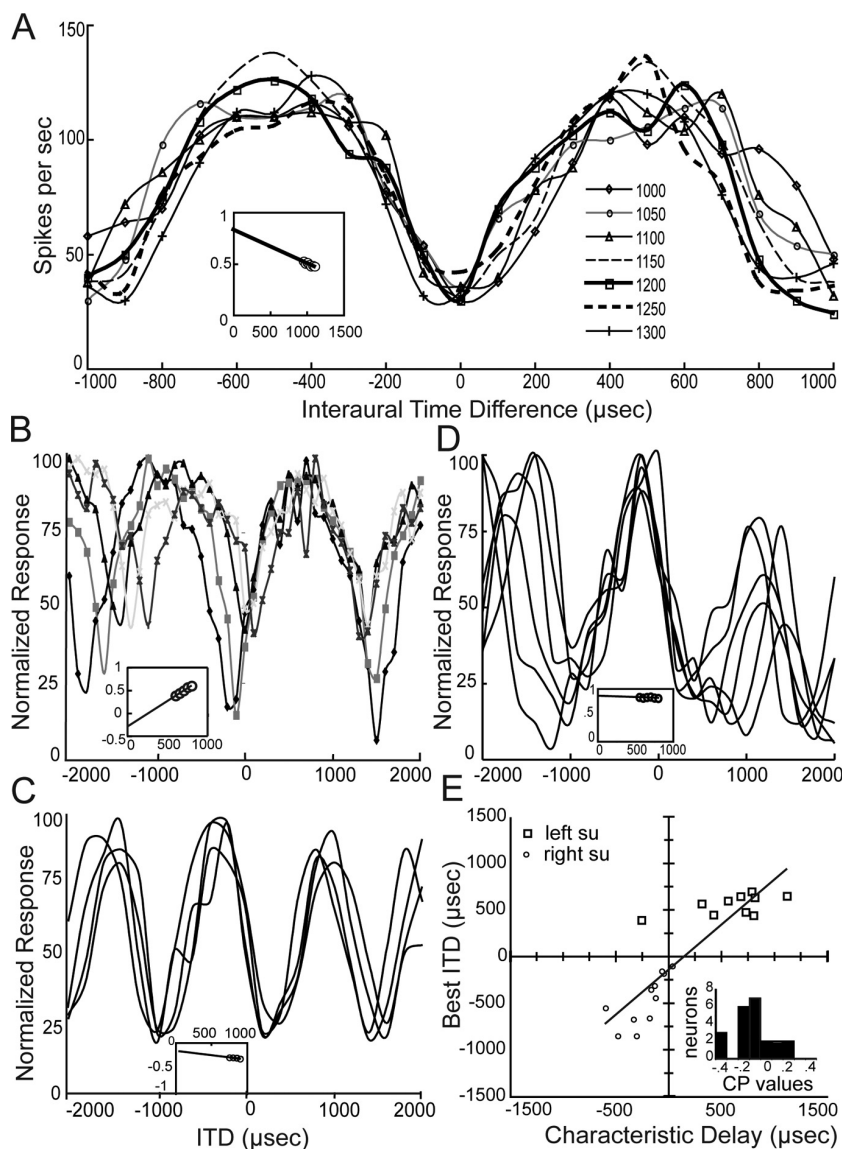 A
Spikes per sec
150
100
50
0
-1000 -800 -600 -400 -200 0 200 400 600 800 1000
Interaural Time Difference (µsec)
1
0.5
0
0 500 1000 1500
1000
1050
1100
1150
1200
1250
1300
B
Normalized Response
100
75
50
25
0
-2000 -1000 0 1000 2000
1
0.5
0
-0.5
0 500 1000
D
Normalized Response
100
75
50
25
0
-2000 -1000 0 1000 2000
1
.5
0
0 500 1000
C
Normalized Response
100
75
50
25
0
-2000 -1000 0 1000 2000
ITD (µsec)
500 1000
0
-0.5
-1
E
Best ITD (µsec)
1500
1000
500
0
-500
-1000
-1500
-1500 -500 500 1500
Characteristic Delay (µsec)
left su
right su
neurons
8
6
4
2
0
-.4 -.2 0 .2 .4
CP values